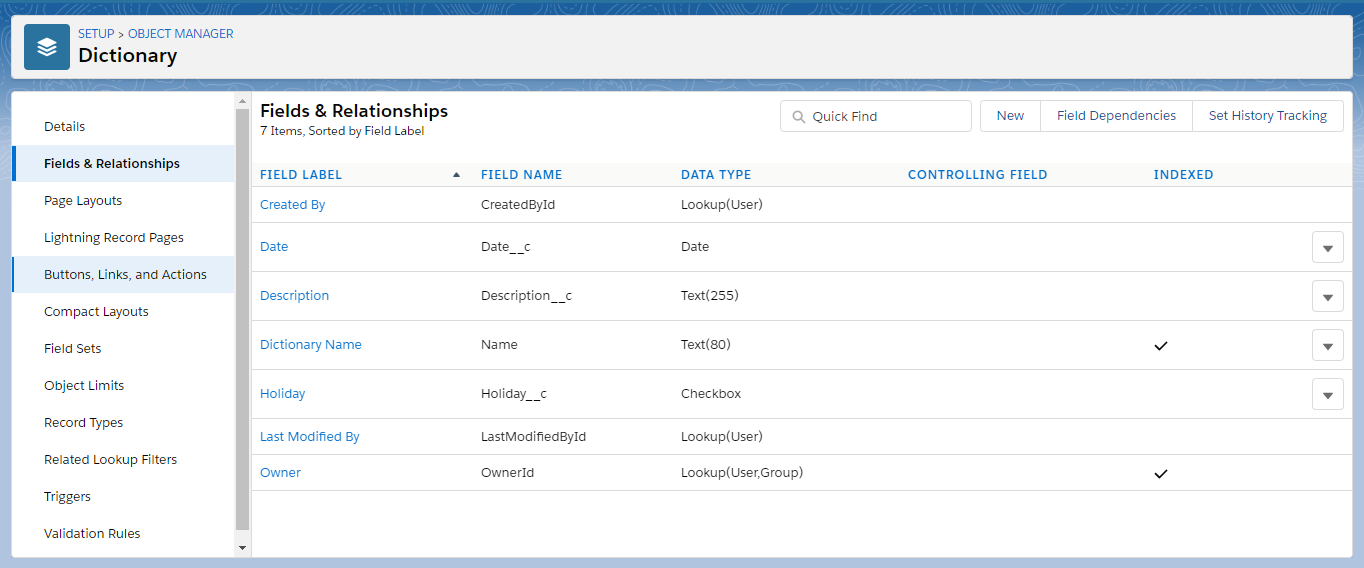 SETUP > OBJECT MANAGER
Dictionary
Details
Fields & Relationships
Page Layouts
Lightning Record Pages
Buttons, Links, and Actions
Compact Layouts
Field Sets
Object Limits
Record Types
Related Lookup Filters
Triggers
Validation Rules
Fields & Relationships
7 Items, Sorted by Field Label
Quick Find
New Field Dependencies Set History Tracking
FIELD LABEL FIELD NAME DATA TYPE CONTROLLING FIELD INDEXED
Created By CreatedById Lookup(User)
Date Date__c Date
Description Description__c Text(255)
Dictionary Name Name Text(80)
Holiday Holiday__c Checkbox
Last Modified By LastModifiedById Lookup(User)
Owner OwnerId Lookup(User,Group)